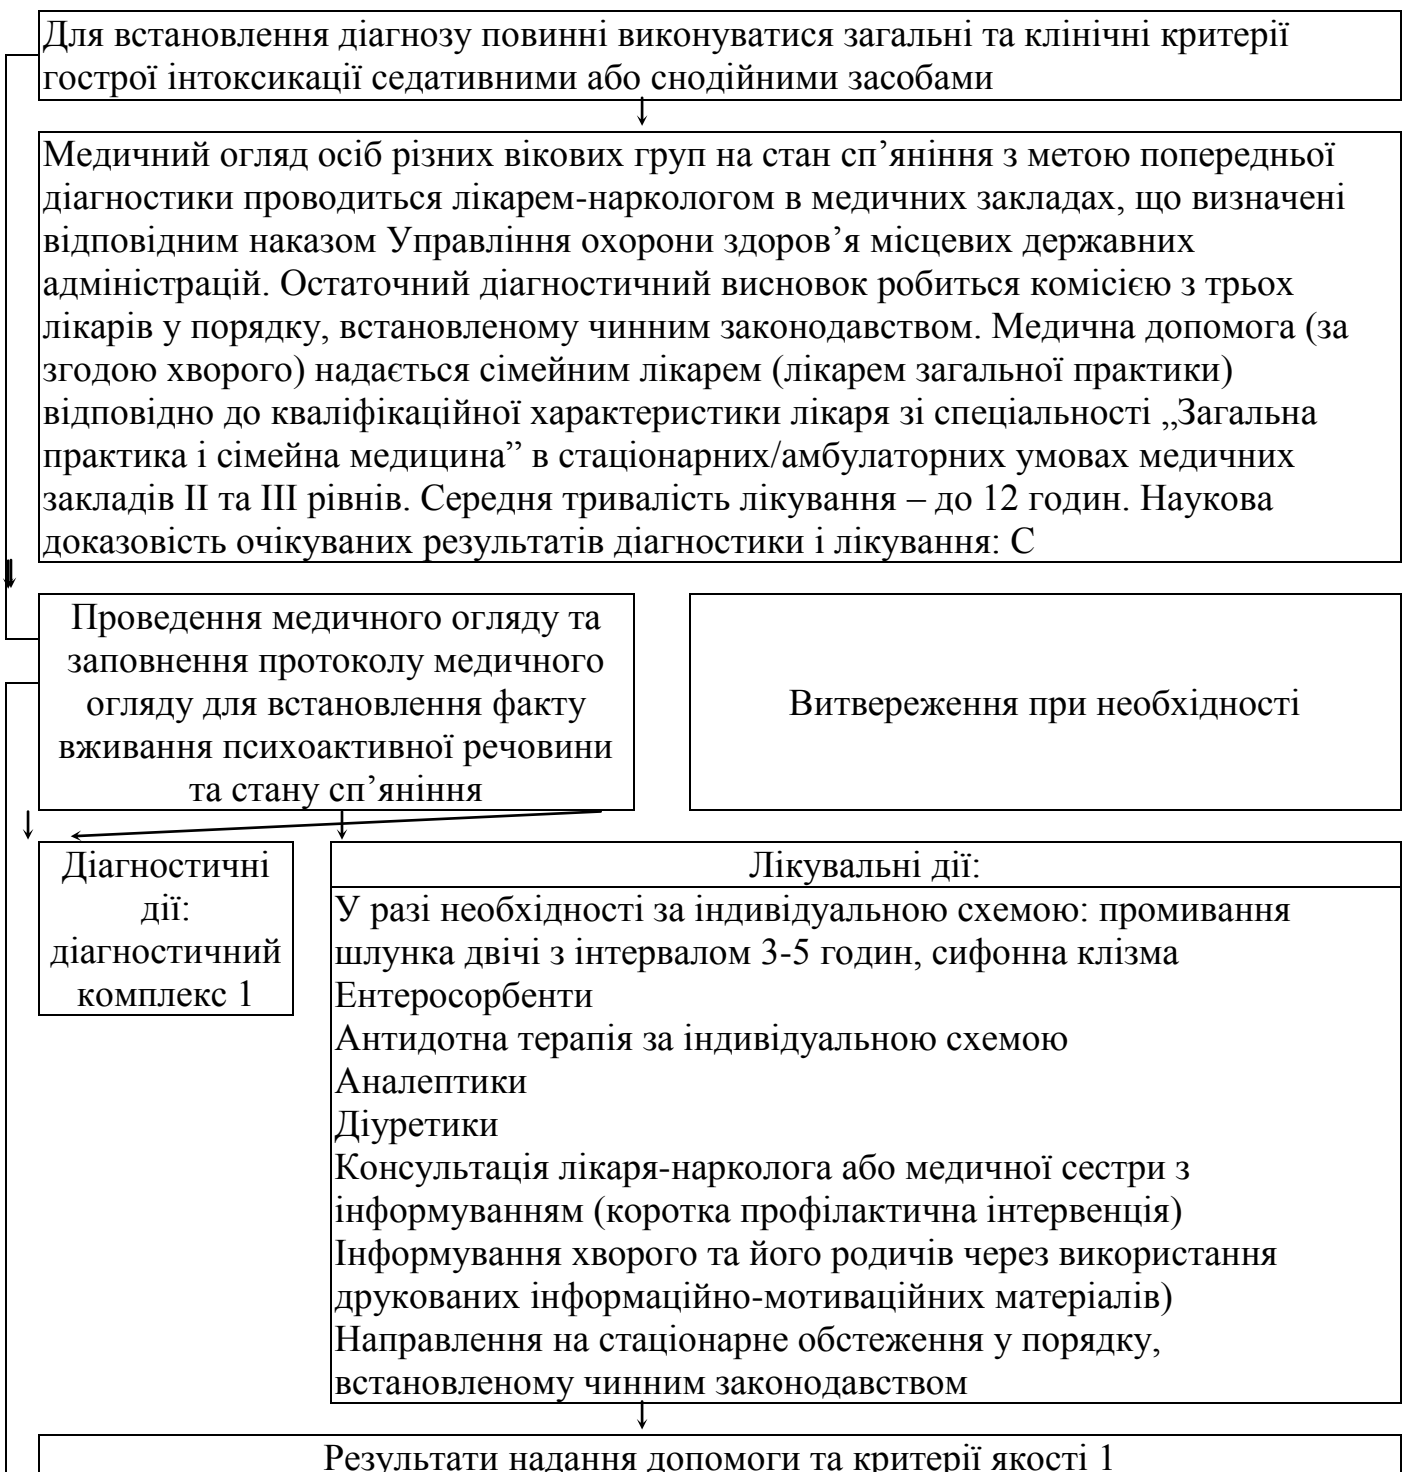 Для встановлення діагнозу повинні виконуватися загальні та клінічні критерії
гострої інтоксикації седативними або снодійними засобами
Медичний огляд осіб різних вікових груп на стан сп’яніння з метою попередньої
діагностики проводиться лікарем-наркологом в медичних закладах, що визначені
відповідним наказом Управління охорони здоров’я місцевих державних
адміністрацій. Остаточний діагностичний висновок робиться комісією з трьох
лікарів у порядку, встановленому чинним законодавством. Медична допомога (за
згодою хворого) надається сімейним лікарем (лікарем загальної практики)
відповідно до кваліфікаційної характеристики лікаря зі спеціальності „Загальна
практика і сімейна медицина” в стаціонарних/амбулаторних умовах медичних
закладів ІІ та ІІІ рівнів. Середня тривалість лікування – до 12 годин. Наукова
доказовість очікуваних результатів діагностики і лікування: С
Проведення медичного огляду та
заповнення протоколу медичного
огляду для встановлення факту
вживання психоактивної речовини
та стану сп’яніння
Витвереження при необхідності
Діагностичні
дії:
діагностичний
комплекс 1
Лікувальні дії:
У разі необхідності за індивідуальною схемою: промивання
шлунка двічі з інтервалом 3-5 годин, сифонна клізма
Ентеросорбенти
Антидотна терапія за індивідуальною схемою
Аналептики
Діуретики
Консультація лікаря-нарколога або медичної сестри з
інформуванням (коротка профілактична інтервенція)
Інформування хворого та його родичів через використання
друкованих інформаційно-мотиваційних матеріалів)
Направлення на стаціонарне обстеження у порядку,
встановленому чинним законодавством
Результати надання допомоги та критерії якості 1